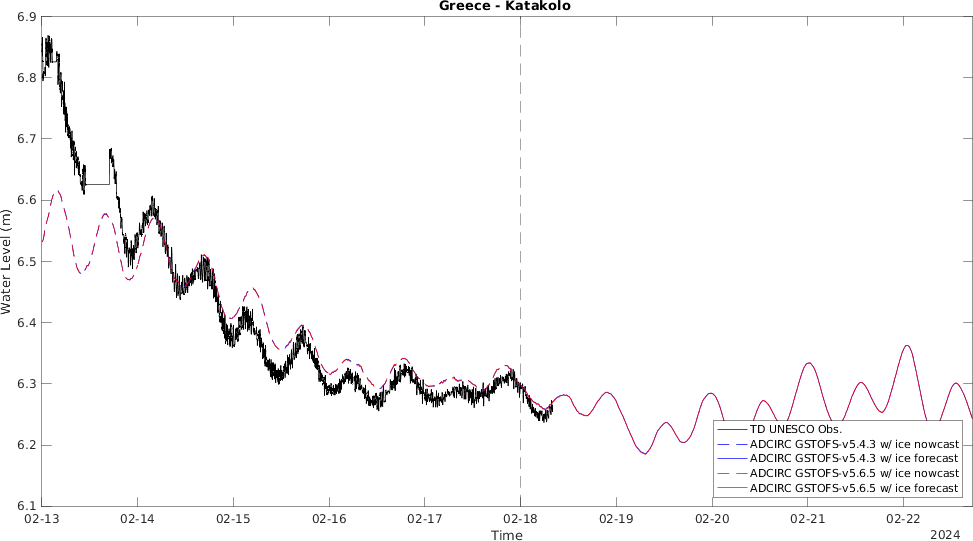 Greece - Katakolo
Water Level (m)
6.9
6.8
6.7
6.6
6.5
6.4
6.3
6.2
6.1
TD UNESCO Obs.
ADCIRC GSTOFS-v5.4.3 w/ ice nowcast
ADCIRC GSTOFS-v5.4.3 w/ ice forecast
ADCIRC GSTOFS-v5.6.5 w/ ice nowcast
ADCIRC GSTOFS-v5.6.5 w/ ice forecast
02-13 02-14 02-15 02-16 02-17 02-18 02-19 02-20 02-21 02-22
Time
2024